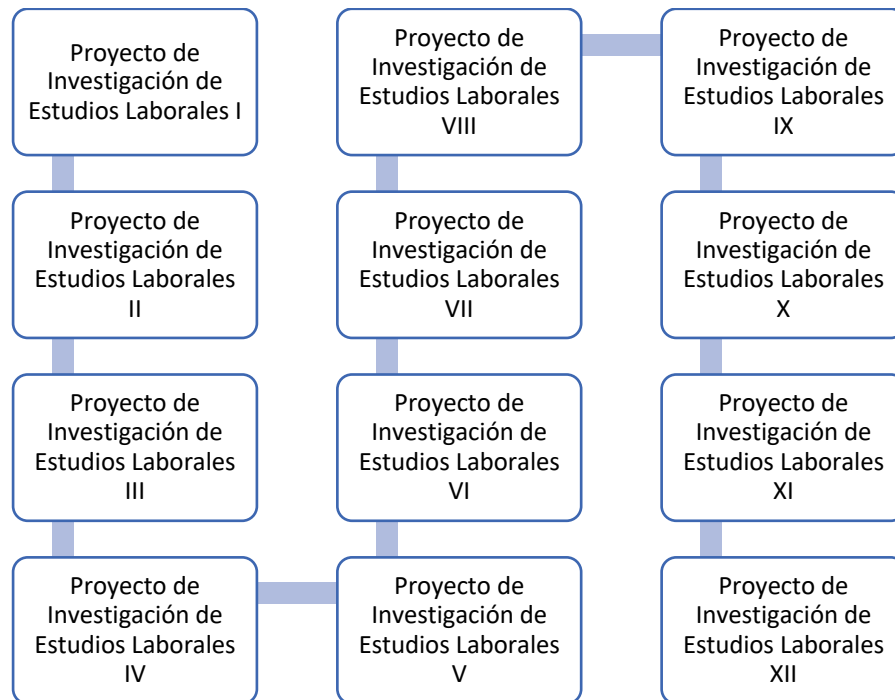 Proyecto de
Investigación de
Estudios Laborales I
Proyecto de
Investigación de
Estudios Laborales
II
Proyecto de
Investigación de
Estudios Laborales
III
Proyecto de
Investigación de
Estudios Laborales
IV
Proyecto de
Investigación de
Estudios Laborales
V
Proyecto de
Investigación de
Estudios Laborales
VI
Proyecto de
Investigación de
Estudios Laborales
VII
Proyecto de
Investigación de
Estudios Laborales
VIII
Proyecto de
Investigación de
Estudios Laborales
IX
Proyecto de
Investigación de
Estudios Laborales
X
Proyecto de
Investigación de
Estudios Laborales
XI
Proyecto de
Investigación de
Estudios Laborales
XII